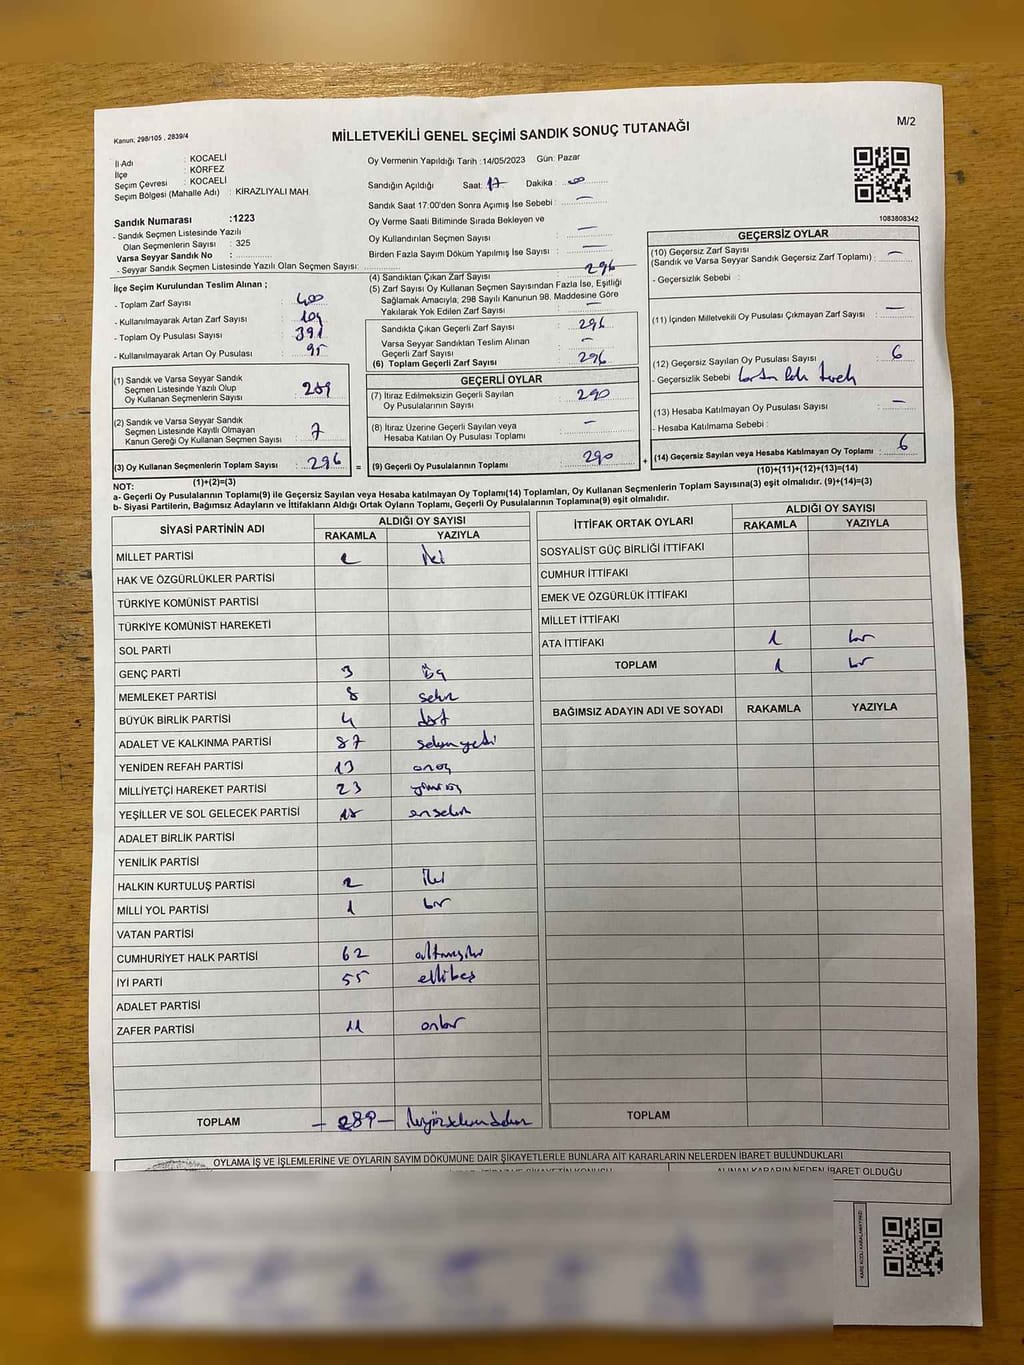 Kanun: 298/105 , 2839/4
MİLLETVEKİLİ GENEL SEÇİMİ SANDIK SONUÇ TUTANAĞI
M/2
İl Adı : KOCAELİ
İlçe : KÖRFEZ
Seçim Çevresi : KOCAELİ
Seçim Bölgesi (Mahalle Adı) : KİRAZLIYALI MAH.
Sandık Numarası :1223
- Sandık Seçmen Listesinde Yazılı
Olan Seçmenlerin Sayısı : 325
Varsa Seyyar Sandık No :
- Seyyar Sandık Seçmen Listesinde Yazılı Olan Seçmen Sayısı:
Oy Vermenin Yapıldığı Tarih :14/05/2023 Gün: Pazar
Sandığın Açıldığı Saat: 17 Dakika : 00
Sandık Saat 17:00'den Sonra Açımış İse Sebebi : —
Oy Verme Saati Bitiminde Sırada Bekleyen ve
Oy Kullandırılan Seçmen Sayısı : —
Birden Fazla Sayım Döküm Yapılmış İse Sayısı : —
1083808342
İlçe Seçim Kurulundan Teslim Alınan ;
- Toplam Zarf Sayısı : 400
- Kullanılmayarak Artan Zarf Sayısı : 104
- Toplam Oy Pusulası Sayısı : 391
- Kullanılmayarak Artan Oy Pusulası : 95
(4) Sandıktan Çıkan Zarf Sayısı : 296
(5) Zarf Sayısı Oy Kullanan Seçmen Sayısından Fazla İse, Eşitliği
Sağlamak Amacıyla, 298 Sayılı Kanunun 98. Maddesine Göre
Yakılarak Yok Edilen Zarf Sayısı : —
Sandıkta Çıkan Geçerli Zarf Sayısı : 296
Varsa Seyyar Sandıktan Teslim Alınan
Geçerli Zarf Sayısı : —
(6) Toplam Geçerli Zarf Sayısı : 296
GEÇERSİZ OYLAR
(10) Geçersiz Zarf Sayısı
(Sandık ve Varsa Seyyar Sandık Geçersiz Zarf Toplamı) : —
- Geçersizlik Sebebi :
(11) İçinden Milletvekili Oy Pusulası Çıkmayan Zarf Sayısı : —
(12) Geçersiz Sayılan Oy Pusulası Sayısı : 6
- Geçersizlik Sebebi :
(13) Hesaba Katılmayan Oy Pusulası Sayısı : —
- Hesaba Katılmama Sebebi :
(14) Geçersiz Sayılan veya Hesaba Katılmayan Oy Toplamı : 6
(10)+(11)+(12)+(13)=(14)
(1) Sandık ve Varsa Seyyar Sandık
Seçmen Listesinde Yazılı Olup
Oy Kullanan Seçmenlerin Sayısı : 289
(2) Sandık ve Varsa Seyyar Sandık
Seçmen Listesinde Kayıtlı Olmayan
Kanun Gereği Oy Kullanan Seçmen Sayısı : 7
(3) Oy Kullanan Seçmenlerin Toplam Sayısı : 296 =
(1)+(2)=(3)
GEÇERLİ OYLAR
(7) İtiraz Edilmeksizin Geçerli Sayılan
Oy Pusulalarının Sayısı : 290
(8) İtiraz Üzerine Geçerli Sayılan veya
Hesaba Katılan Oy Pusulası Toplamı : —
(9) Geçerli Oy Pusulalarının Toplamı : 290 +
NOT:
a- Geçerli Oy Pusulalarının Toplamı(9) ile Geçersiz Sayılan veya Hesaba katılmayan Oy Toplamı(14) Toplamları, Oy Kullanan Seçmenlerin Toplam Sayısına(3) eşit olmalıdır. (9)+(14)=(3)
b- Siyasi Partilerin, Bağımsız Adayların ve İttifakların Aldığı Ortak Oyların Toplamı, Geçerli Oy Pusulalarının Toplamına(9) eşit olmalıdır.
SİYASİ PARTİNİN ADI ALDIĞI OY SAYISI
RAKAMLA YAZIYLA
MİLLET PARTİSİ 2 iki
HAK VE ÖZGÜRLÜKLER PARTİSİ
TÜRKİYE KOMÜNİST PARTİSİ
TÜRKİYE KOMÜNİST HAREKETİ
SOL PARTİ
GENÇ PARTİ 3 üç
MEMLEKET PARTİSİ 8 sekiz
BÜYÜK BİRLİK PARTİSİ 4 dört
ADALET VE KALKINMA PARTİSİ 87 seksenyedi
YENİDEN REFAH PARTİSİ 13 onüç
MİLLİYETÇİ HAREKET PARTİSİ 23 yirmiüç
YEŞİLLER VE SOL GELECEK PARTİSİ 18 onsekiz
ADALET BİRLİK PARTİSİ
YENİLİK PARTİSİ
HALKIN KURTULUŞ PARTİSİ 2 iki
MİLLİ YOL PARTİSİ 1 bir
VATAN PARTİSİ
CUMHURİYET HALK PARTİSİ 62 altmışiki
İYİ PARTİ 55 ellibeş
ADALET PARTİSİ
ZAFER PARTİSİ 11 onbir
TOPLAM — 289 — ikiyüzseksendokuz
İTTİFAK ORTAK OYLARI ALDIĞI OY SAYISI
RAKAMLA YAZIYLA
SOSYALİST GÜÇ BİRLİĞİ İTTİFAKI
CUMHUR İTTİFAKI
EMEK VE ÖZGÜRLÜK İTTİFAKI
MİLLET İTTİFAKI
ATA İTTİFAKI 1 bir
TOPLAM 1 bir
BAĞIMSIZ ADAYIN ADI VE SOYADI RAKAMLA YAZIYLA
TOPLAM
OYLAMA İŞ VE İŞLEMLERİNE VE OYLARIN SAYIM DÖKÜMÜNE DAİR ŞİKAYETLERLE BUNLARA AİT KARARLARIN NELERDEN İBARET BULUNDUKLARI
ALINAN KARARIN NEDEN İBARET OLDUĞU